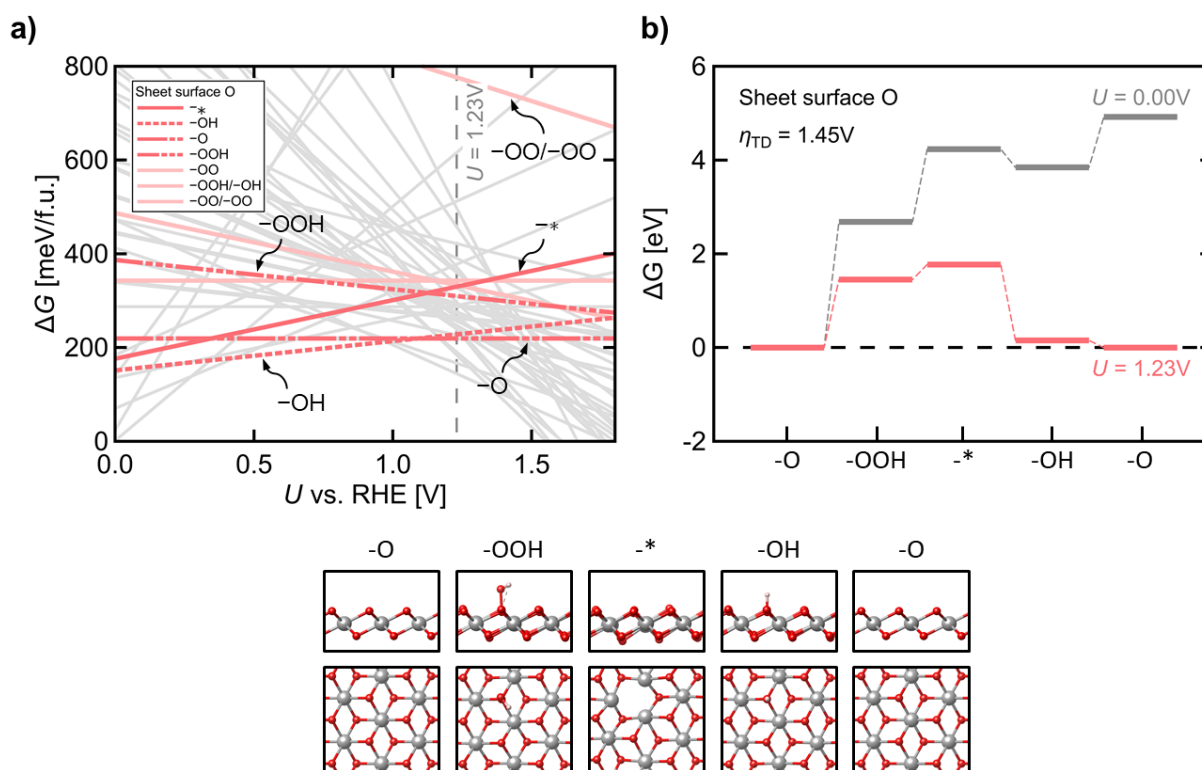 a)
800
600
400
200
0
ΔG [meV/f.u.]
Sheet surface O
−*
−OH
−O
−OOH
−OO
−OOH/−OH
−OO/−OO
U = 1.23V
−OO/−OO
−OOH
−*
−O
−OH
0.0 0.5 1.0 1.5
U vs. RHE [V]
b)
6
4
2
0
-2
ΔG [eV]
Sheet surface O
ηTD = 1.45V
U = 0.00V
U = 1.23V
-O -OOH -* -OH -O
-O -OOH -* -OH -O